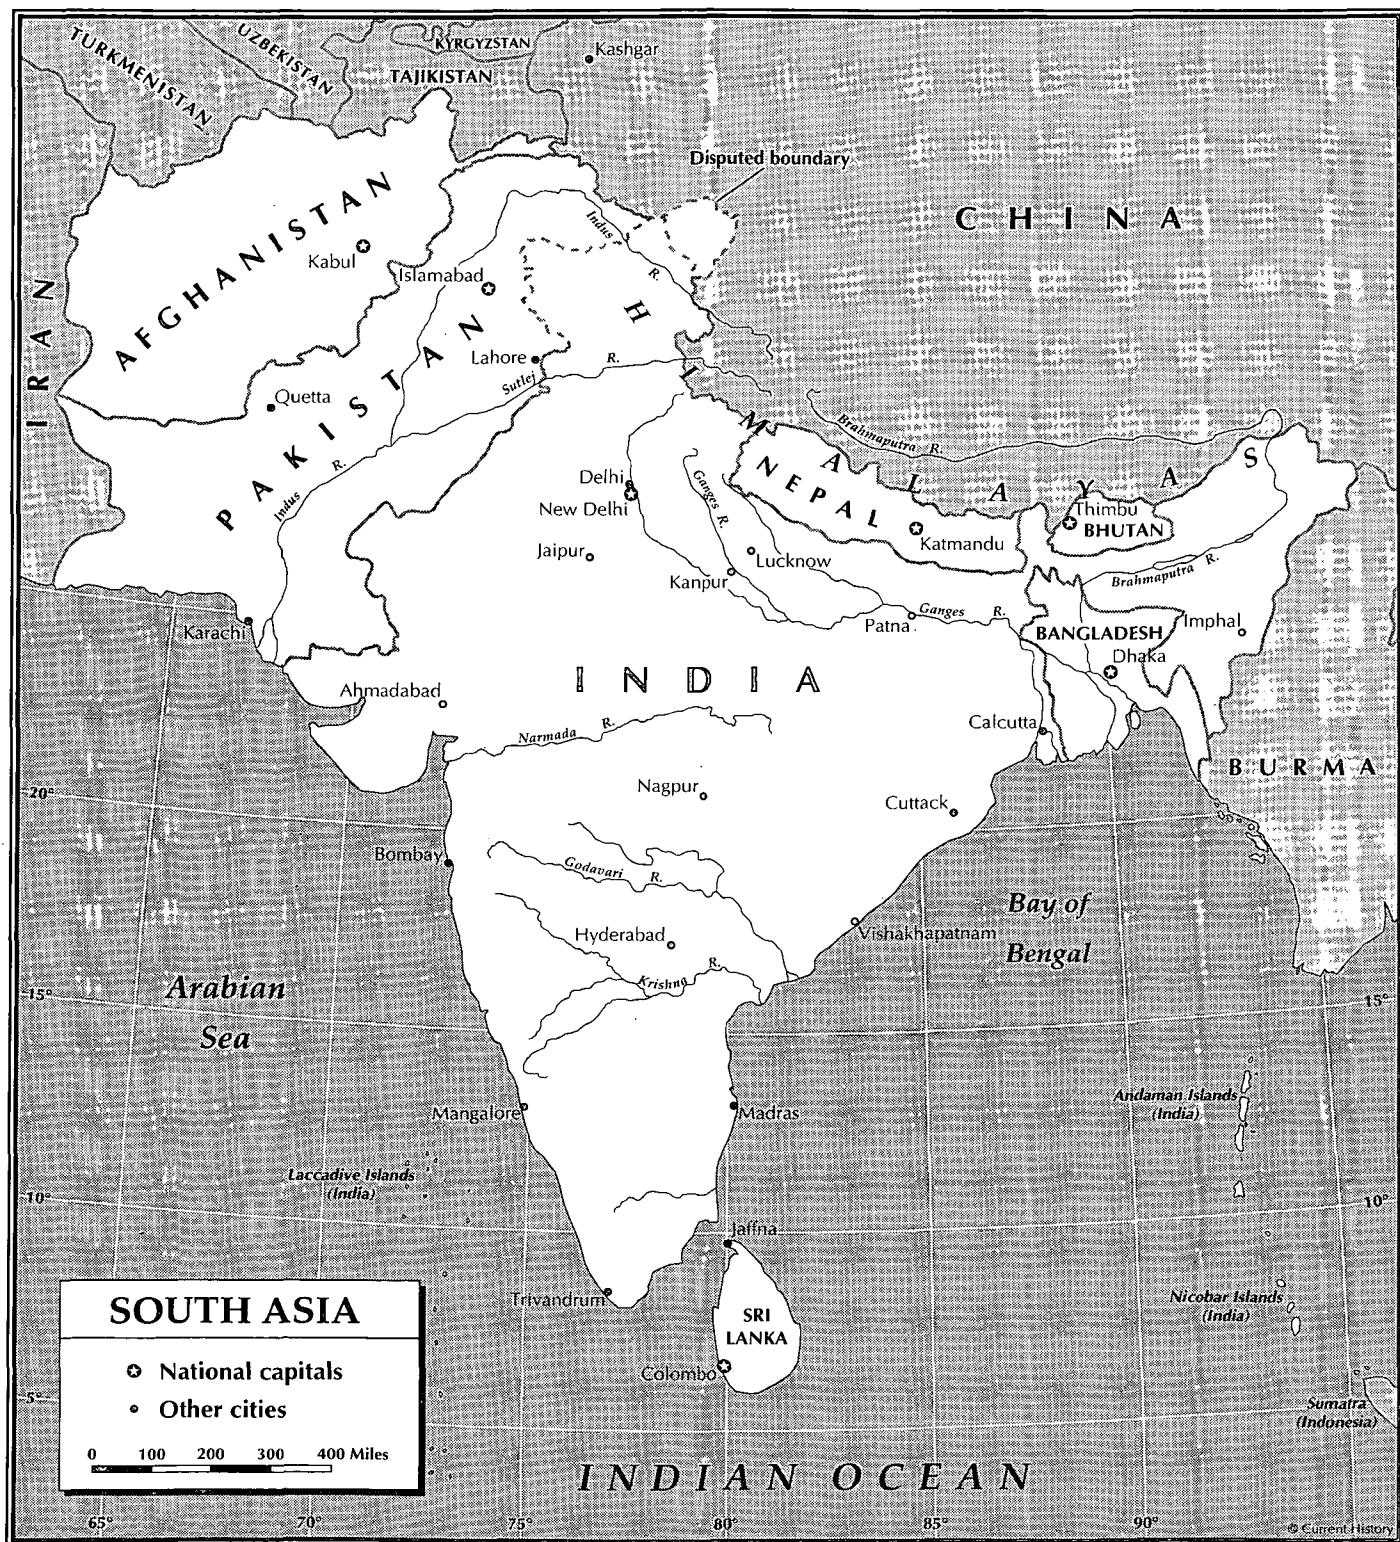 TURKMENISTAN
UZBEKISTAN
KYRGYZSTAN
TAJIKISTAN
Kashgar
Disputed boundary
CHINA
AFGHANISTAN
Kabul
Islamabad
Indus
R.
IRAN
HIMALAYAS
PAKISTAN
Lahore
Sutlej
R.
Quetta
Indus
R.
Brahmaputra R.
Delhi
New Delhi
Ganges R.
NEPAL
Katmandu
Thimbu
BHUTAN
Jaipur
Lucknow
Kanpur
Brahmaputra R.
Ganges R.
Patna
Karachi
BANGLADESH
Imphal
Dhaka
INDIA
Ahmadabad
Narmada R.
Calcutta
BURMA
Nagpur
Cuttack
20°
Bombay
Godavari R.
Bay of
Bengal
Hyderabad
Vishakhapatnam
Krishna R.
Arabian
Sea
15°
15°
Andaman Islands
(India)
Mangalore
Madras
Laccadive Islands
(India)
10°
10°
Jaffna
Trivandrum
Nicobar Islands
(India)
SRI
LANKA
Colombo
SOUTH ASIA
National capitals
Other cities
0 100 200 300 400 Miles
5°
Sumatra
(Indonesia)
INDIAN OCEAN
65° 70° 75° 80° 85° 90°
© Current History